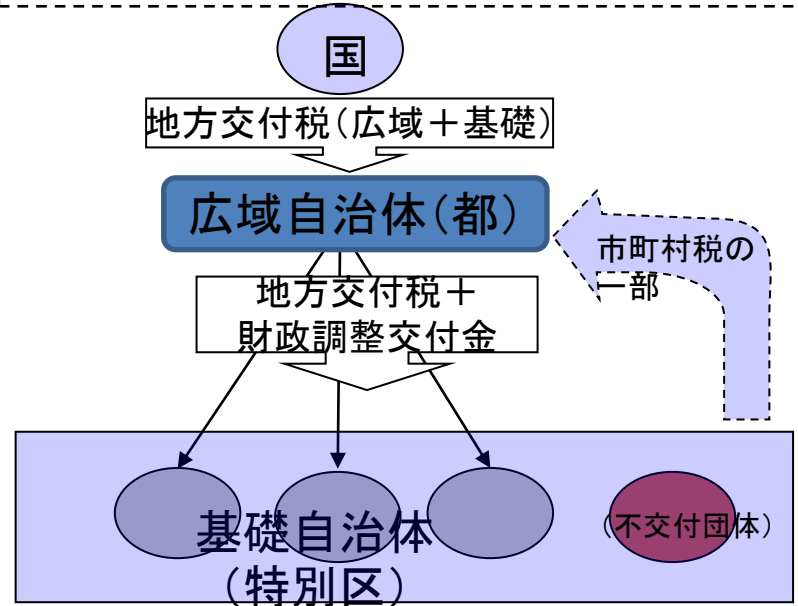 国
地方交付税（広域＋基礎）
広域自治体（都）
市町村税の
一部
地方交付税＋
財政調整交付金
基礎自治体
（特別区）
（不交付団体）